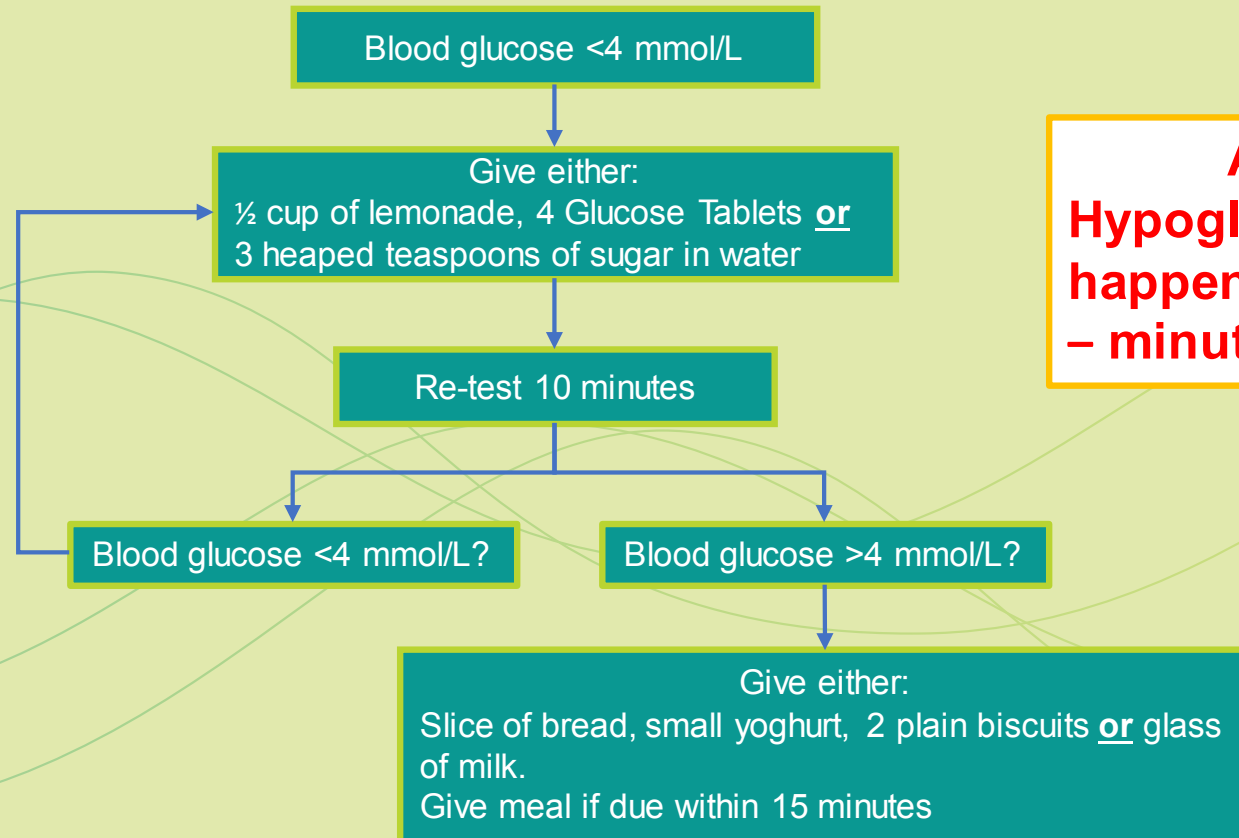 Blood glucose <4 mmol/L
Give either:
½ cup of lemonade, 4 Glucose Tablets or
3 heaped teaspoons of sugar in water
Re-test 10 minutes
Blood glucose <4 mmol/L?
Blood glucose >4 mmol/L?
Give either:
Slice of bread, small yoghurt, 2 plain biscuits or glass
of milk.
Give meal if due within 15 minutes